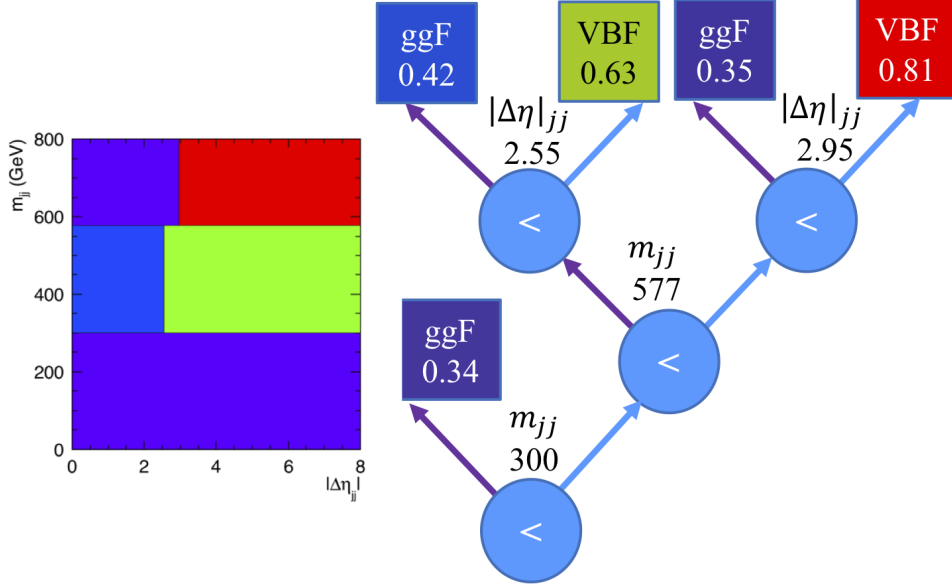 m_jj (GeV)
800
600
400
200
0
0 2 4 6 8
|Δη_jj|
ggF
0.42
VBF
0.63
ggF
0.35
VBF
0.81
|Δη|_jj
2.55
<
|Δη|_jj
2.95
<
m_jj
577
<
ggF
0.34
m_jj
300
<